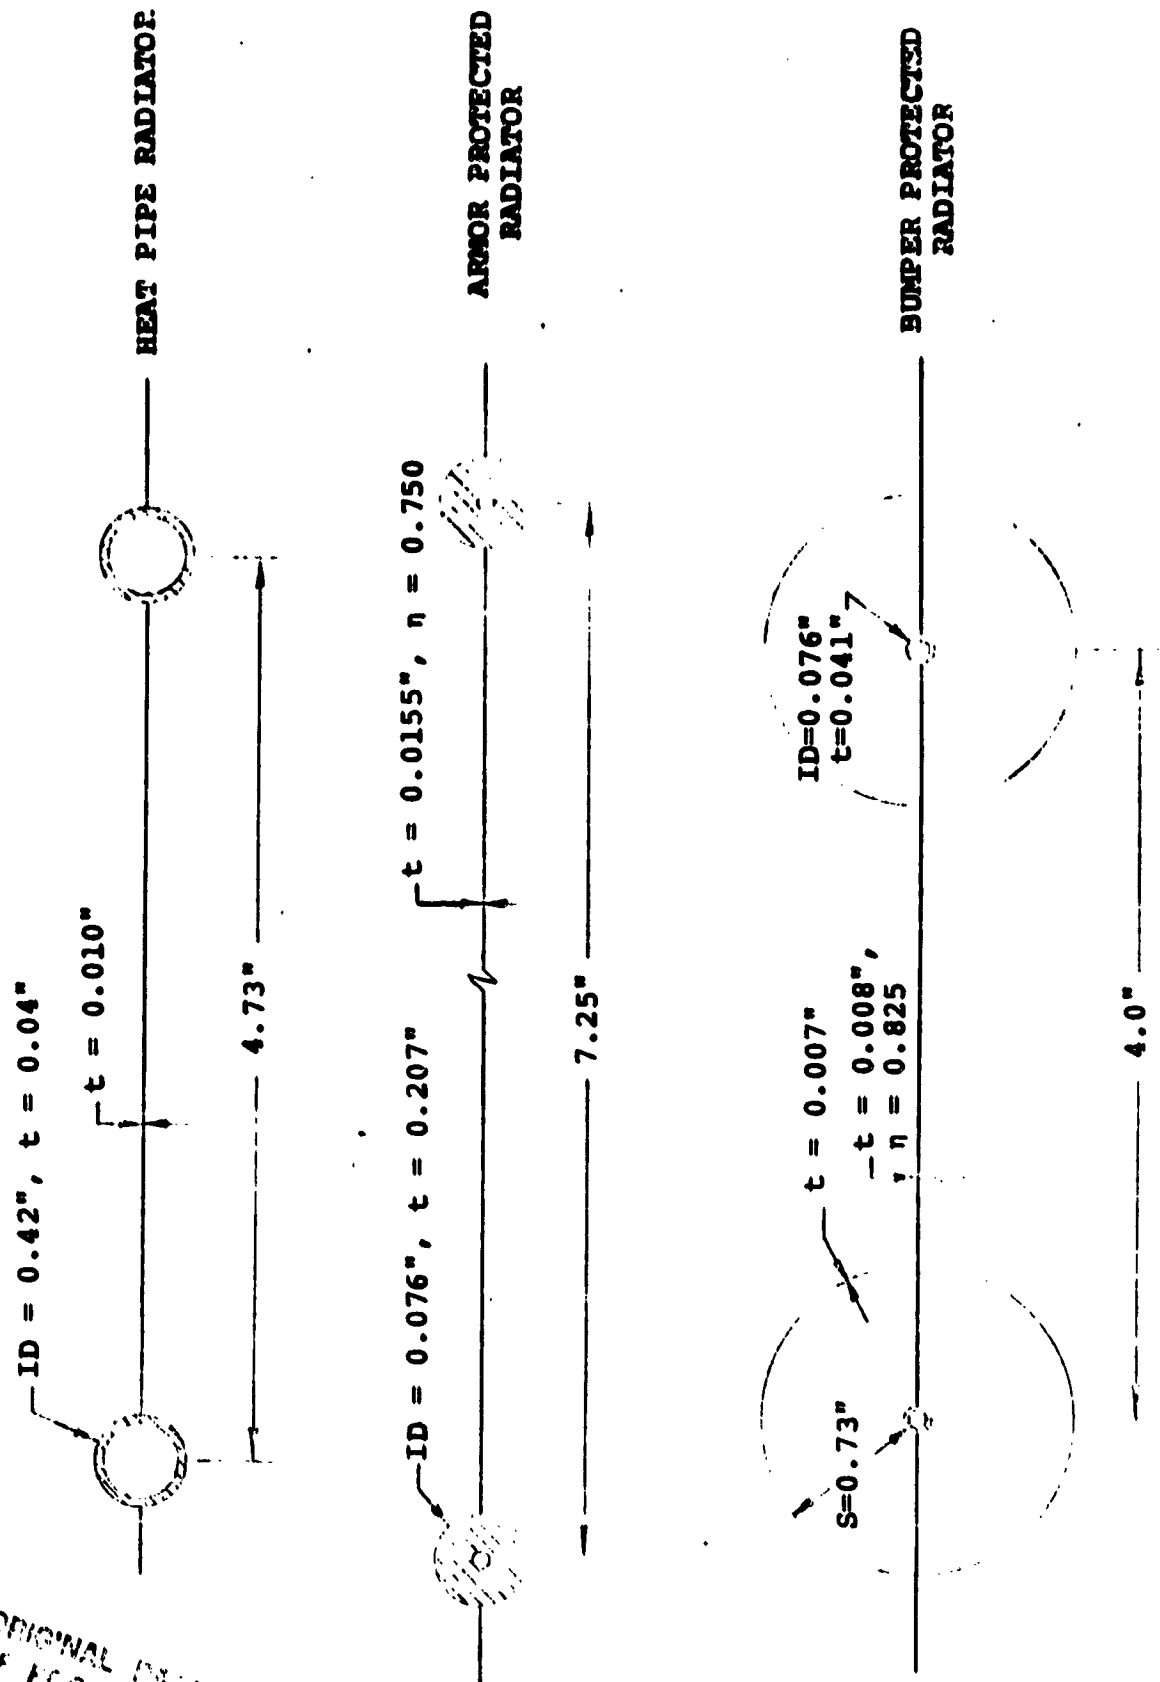 ID = 0.42", t = 0.04"
t = 0.010"
4.73"
HEAT PIPE RADIATOR
ID = 0.076", t = 0.207"
t = 0.0155", η = 0.750
7.25"
ARMOR PROTECTED
RADIATOR
S=0.73"
t = 0.007"
t = 0.008",
η = 0.825
ID=0.076"
t=0.041"
4.0"
BUMPER PROTECTED
RADIATOR
ORIGINAL